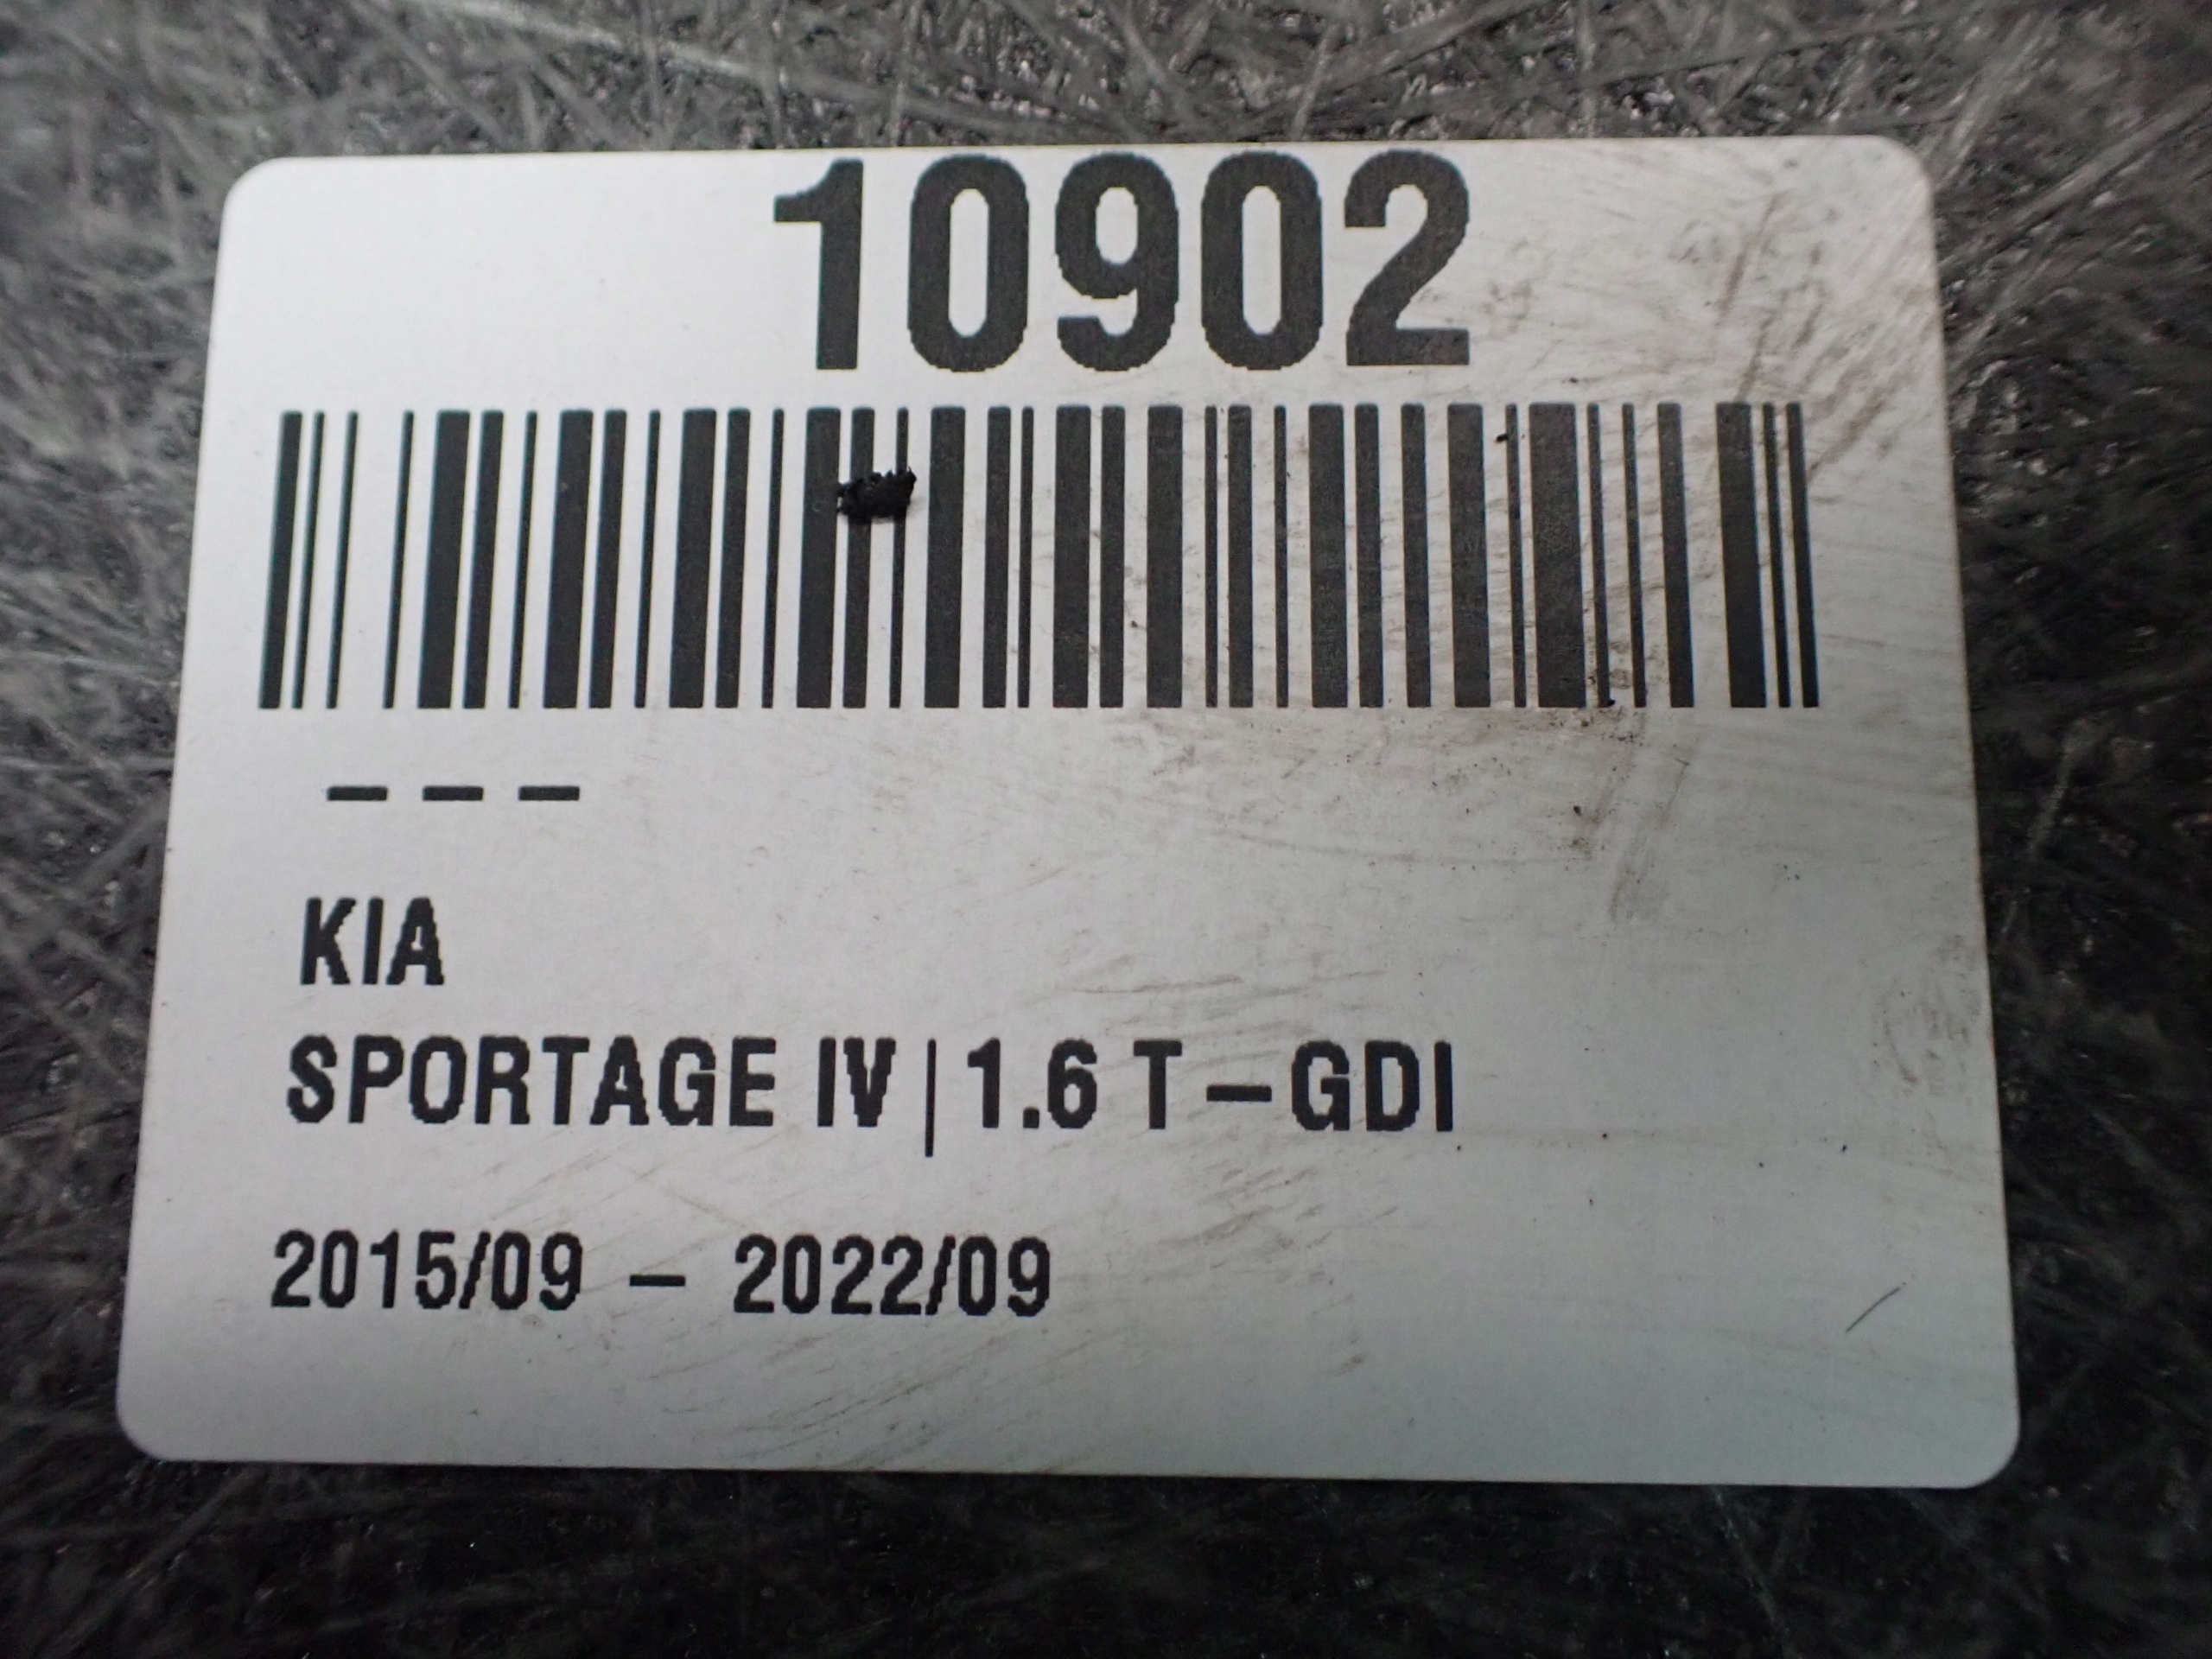 10902
– – –
KIA
SPORTAGE IV | 1.6 T-GDI
2015/09 - 2022/09